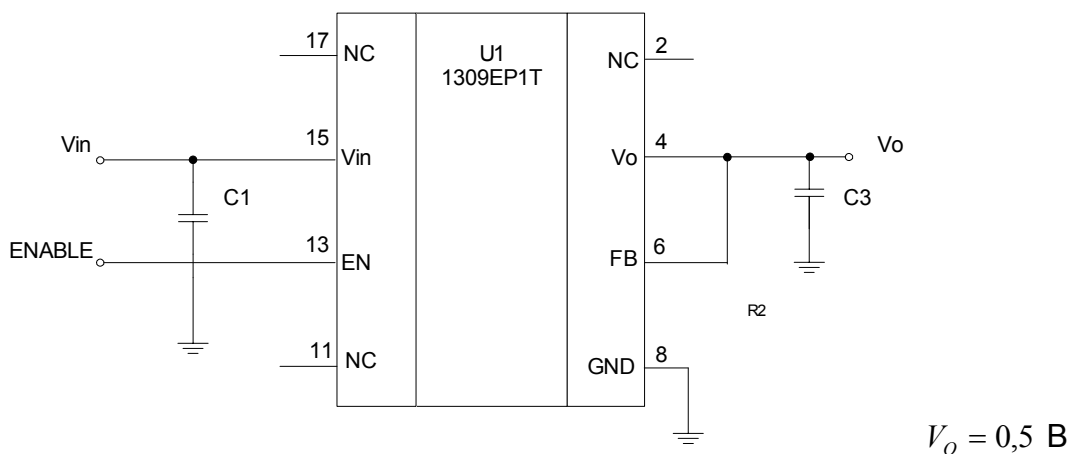 17 NC
U1
1309EP1T
2
NC
Vin
15
Vin
4
Vo
Vo
C1
C3
ENABLE
13
EN
6
FB
R2
11
NC
8
GND
V_O = 0,5 В